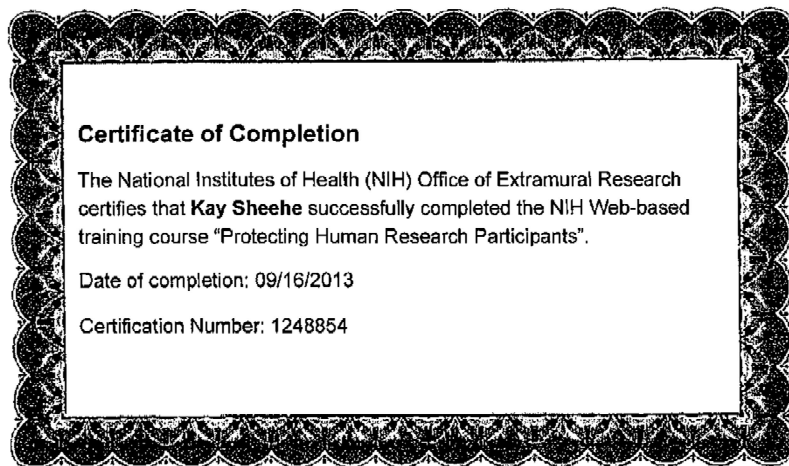 Certificate of Completion
The National Institutes of Health (NIH) Office of Extramural Research
certifies that Kay Sheehe successfully completed the NIH Web-based
training course “Protecting Human Research Participants”.
Date of completion: 09/16/2013
Certification Number: 1248854